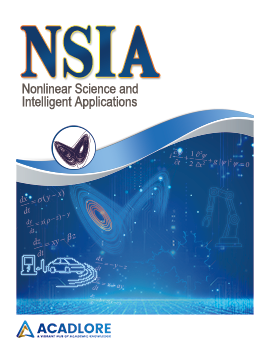 NSIA
Nonlinear Science and
Intelligent Applications
ACADLORE
A VIBRANT HUB OF ACADEMIC KNOWLEDGE